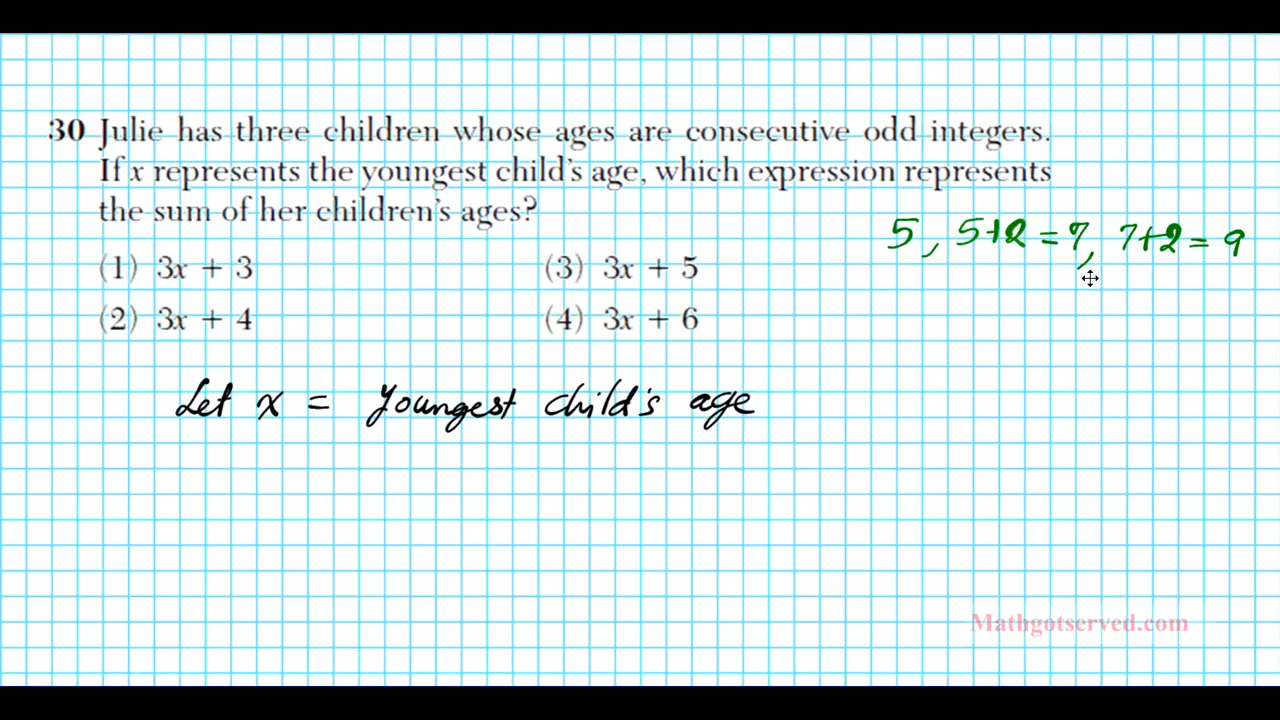 30 Julie has three children whose ages are consecutive odd integers.
If x represents the youngest child's age, which expression represents
the sum of her children's ages?
5, 5+2=7, 7+2=9
(1) 3x + 3 (3) 3x + 5
(2) 3x + 4 (4) 3x + 6
Let x = youngest child's age
Mathgotserved.com